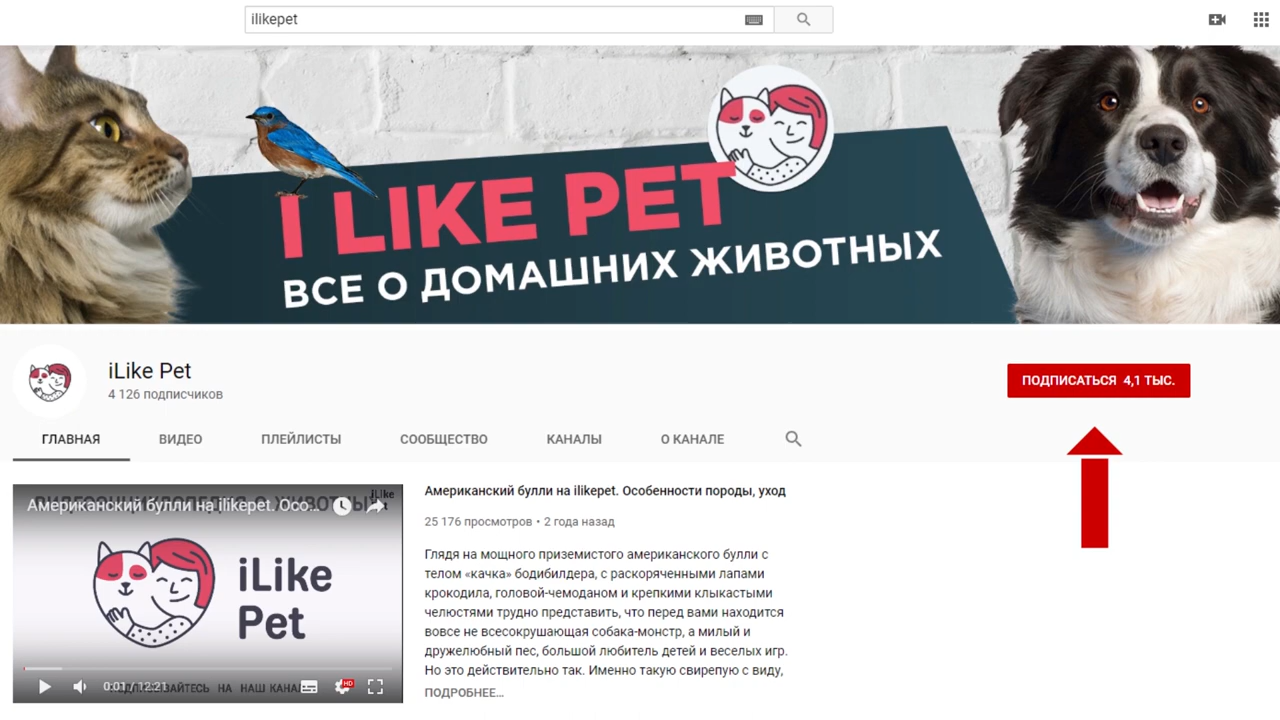 ilikepet
I LIKE PET
ВСЕ О ДОМАШНИХ ЖИВОТНЫХ
iLike Pet
4 126 подписчиков
ПОДПИСАТЬСЯ 4,1 ТЫС.
ГЛАВНАЯ ВИДЕО ПЛЕЙЛИСТЫ СООБЩЕСТВО КАНАЛЫ О КАНАЛЕ
Американский булли на ilikepet. Осо...
iLike
Pet
0:01 / 12:21
HD
НА НАШ
Американский булли на ilikepet. Особенности породы, уход
25 176 просмотров • 2 года назад
Глядя на мощного приземистого американского булли с
телом «качка» бодибилдера, с раскоряченными лапами
крокодила, головой-чемоданом и крепкими клыкастыми
челюстями трудно представить, что перед вами находится
вовсе не всесокрушающая собака-монстр, а милый и
дружелюбный пес, большой любитель детей и веселых игр.
Но это действительно так. Именно такую свирепую с виду,
ПОДРОБНЕЕ...